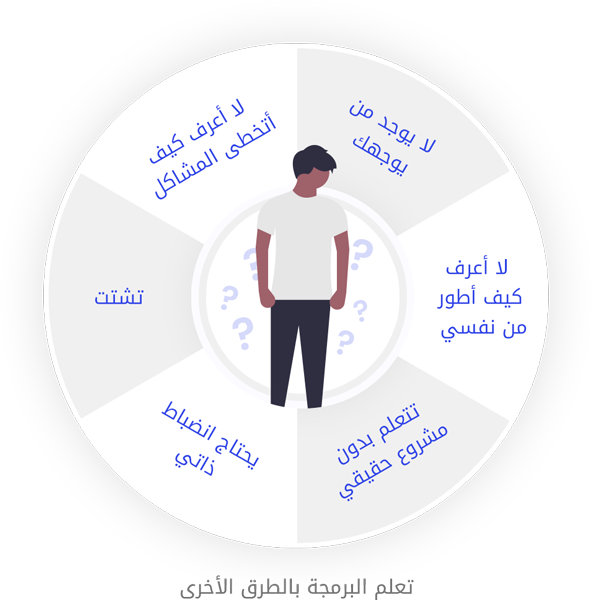 لا يوجد من
يوجهك
لا أعرف
كيف أطور
من نفسي
تتعلم بدون
مشروع حقيقي
يحتاج انضباط
ذاتي
تشتت
لا أعرف كيف
أتخطى المشاكل
? ? ? ? ? ?
تعلم البرمجة بالطرق الأخرى